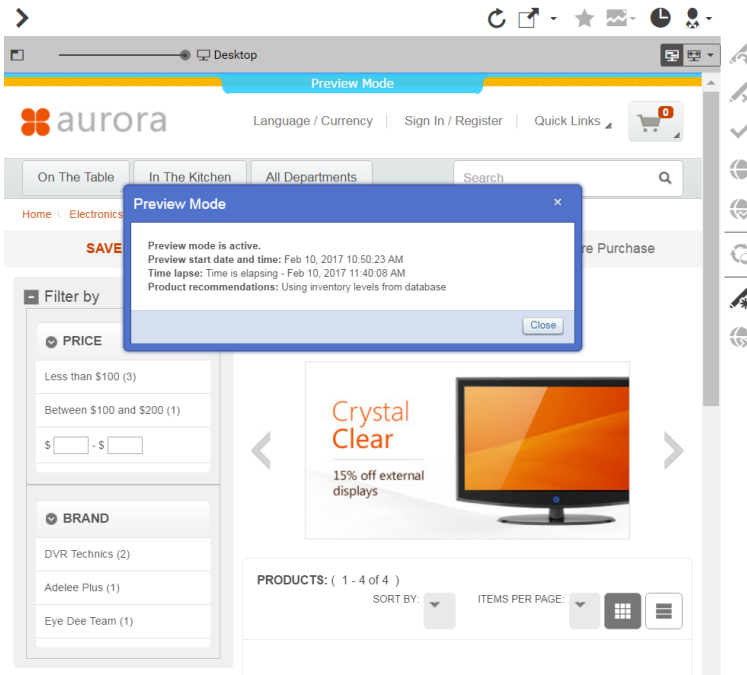 Desktop
Preview Mode
aurora
Language / Currency
Sign In / Register
Quick Links
0
On The Table
In The Kitchen
All Departments
Search
Home \ Electronics
Preview Mode
×
SAVE
re Purchase
Preview mode is active.
Preview start date and time: Feb 10, 2017 10:50:23 AM
Time lapse: Time is elapsing - Feb 10, 2017 11:40:08 AM
Product recommendations: Using inventory levels from database
Close
Filter by
PRICE
Less than $100 (3)
Between $100 and $200 (1)
$ - $
BRAND
DVR Technics (2)
Adelee Plus (1)
Eye Dee Team (1)
Crystal
Clear
15% off external
displays
PRODUCTS: ( 1 - 4 of 4 )
SORT BY:
ITEMS PER PAGE: